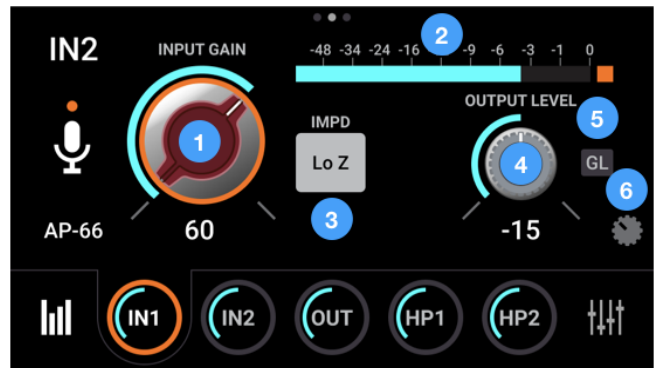 IN2
INPUT GAIN
2
-48 -34 -24 -16 -9 -6 -3 -1 0
OUTPUT LEVEL
5
IMPD
1
Lo Z
4
GL
3
6
AP-66
60
-15
IN1
IN2
OUT
HP1
HP2